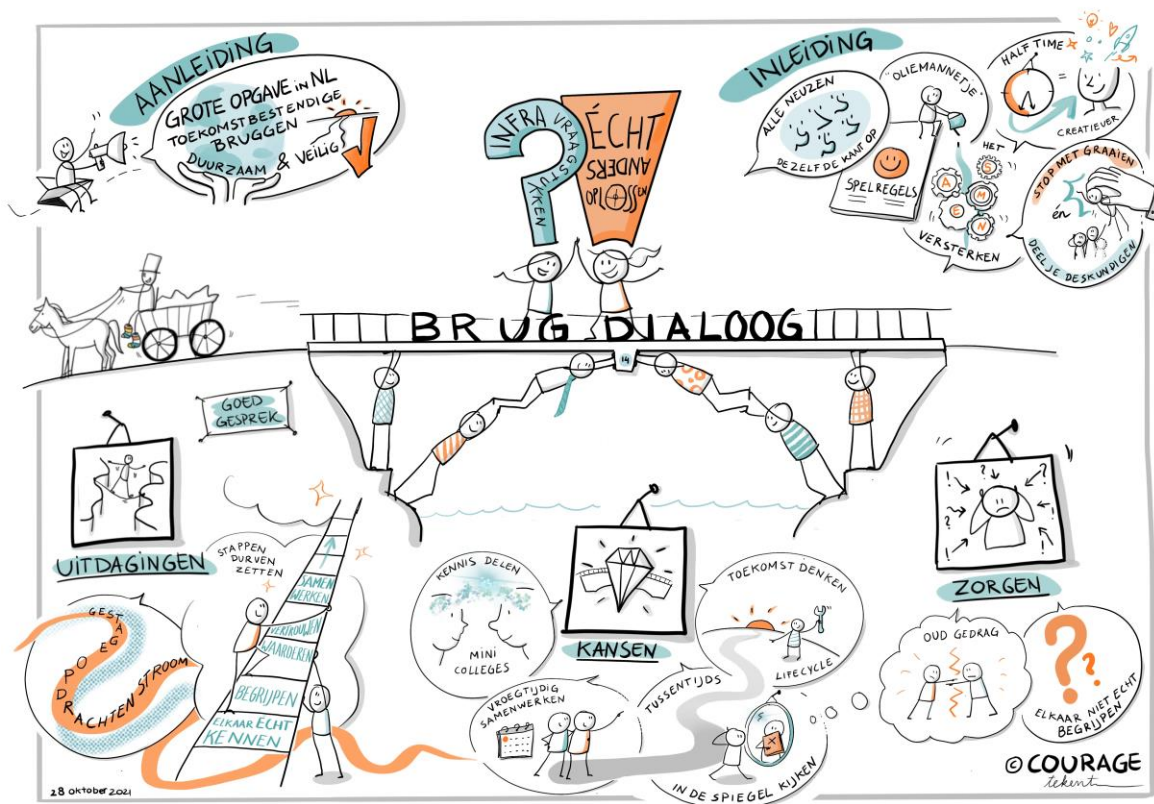 AANLEIDING
GROTE OPGAVE in NL
TOEKOMSTBESTENDIGE
BRUGGEN
DUURZAAM & VEILIG
INFRA VRAAGSTUKKEN
ÉCHT
ANDERS
OPLOSSEN
INLEIDING
ALLE NEUZEN
DEZELFDE KANT OP
"OLIEMANNETJE"
SPELREGELS
HET
SAMEN
VERSTERKEN
HALF TIME
=
CREATIEVER
STOP MET GRAAIEN
én
DEEL JE DESKUNDIGEN
BRUG DIALOOG
14
GOED
GESPREK
UITDAGINGEN
GESTAAGE
OPDRACHTENSTROOM
STAPPEN
DURVEN
ZETTEN
SAMEN
WERKEN
VERTROUWEN
WAARDEREN
BEGRIJPEN
ELKAAR ECHT
KENNEN
KANSEN
KENNIS DELEN
MINI
COLLEGES
VROEGTIJDIG
SAMENWERKEN
TOEKOMST DENKEN
LIFECYCLE
TUSSENTIJDS
IN DE SPIEGEL KIJKEN
ZORGEN
OUD GEDRAG
ELKAAR NIET ECHT
BEGRIJPEN
© COURAGE
tekent
28 oktober 2021